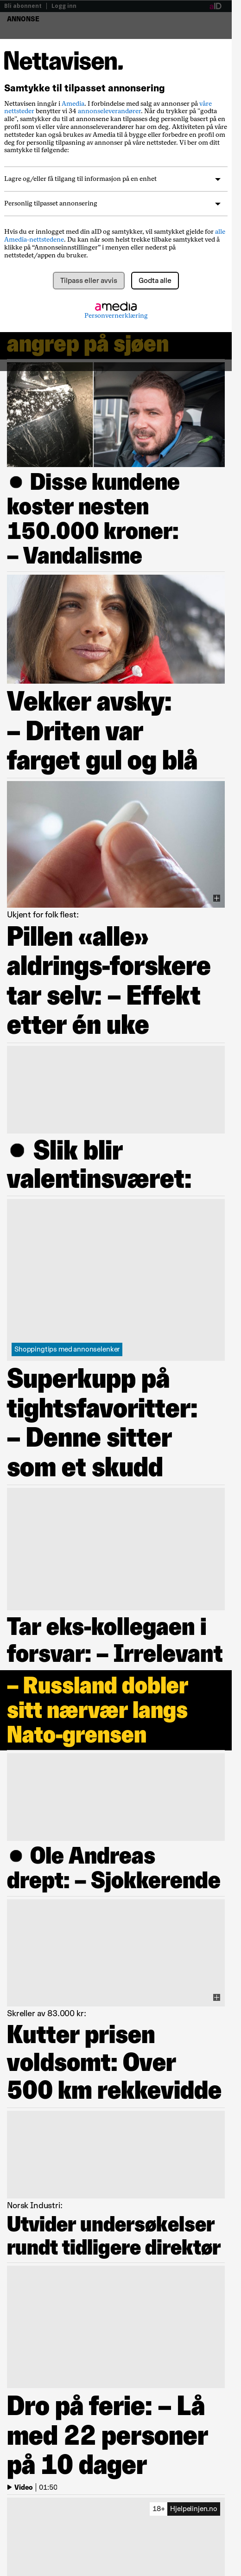 Bli abonnent | Logg inn
aID
ANNONSE
Nettavisen.
Samtykke til tilpasset annonsering
Nettavisen inngår i Amedia. I forbindelse med salg av annonser på våre
nettsteder benytter vi 34 annonseleverandører. Når du trykker på "godta
alle", samtykker du til at annonsene kan tilpasses deg personlig basert på en
profil som vi eller våre annonseleverandører har om deg. Aktiviteten på våre
nettsteder kan også brukes av Amedia til å bygge eller forbedre en profil om
deg for personlig tilpasning av annonser på våre nettsteder. Vi ber om ditt
samtykke til følgende:
Lagre og/eller få tilgang til informasjon på en enhet
Personlig tilpasset annonsering
Hvis du er innlogget med din aID og samtykker, vil samtykket gjelde for alle
Amedia-nettstedene. Du kan når som helst trekke tilbake samtykket ved å
klikke på “Annonseinnstillinger” i menyen eller nederst på
nettstedet/appen du bruker.
Tilpass eller avvis
Godta alle
amedia
Personvernerklæring
angrep på sjøen
● Disse kundene
koster nesten
150.000 kroner:
– Vandalisme
Vekker avsky:
– Driten var
farget gul og blå
Ukjent for folk flest:
Pillen «alle»
aldrings-forskere
tar selv: – Effekt
etter én uke
● Slik blir
valentinsværet:
Shoppingtips med annonselenker
Superkupp på
tightsfavoritter:
– Denne sitter
som et skudd
Tar eks-kollegaen i
forsvar: – Irrelevant
– Russland dobler
sitt nærvær langs
Nato-grensen
● Ole Andreas
drept: – Sjokkerende
Skreller av 83.000 kr:
Kutter prisen
voldsomt: Over
500 km rekkevidde
Norsk Industri:
Utvider undersøkelser
rundt tidligere direktør
Dro på ferie: – Lå
med 22 personer
på 10 dager
Video | 01:50
18+ Hjelpelinjen.no